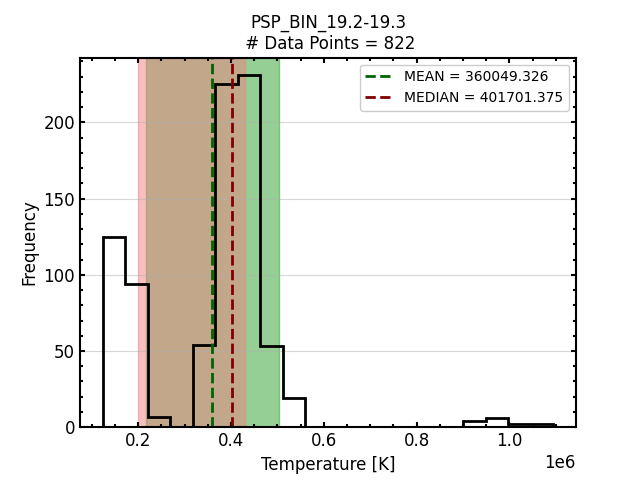 PSP_BIN_19.2-19.3
# Data Points = 822
MEAN = 360049.326
MEDIAN = 401701.375
Frequency
200
150
100
50
0
0.2 0.4 0.6 0.8 1.0
1e6
Temperature [K]